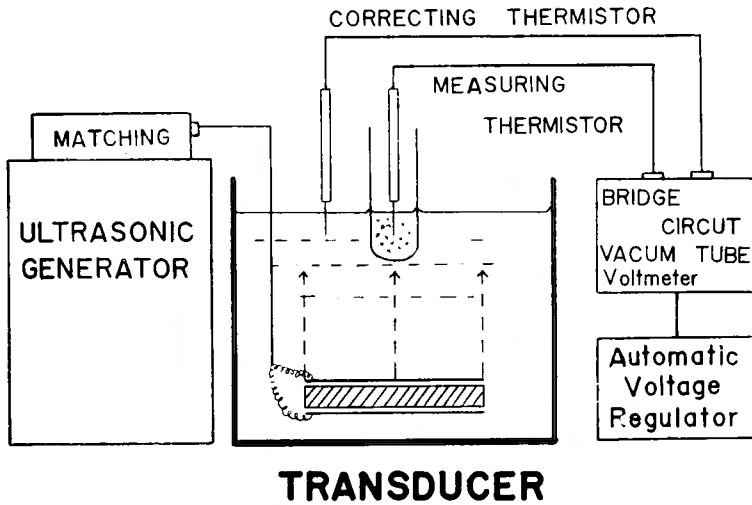 CORRECTING THERMISTOR
MEASURING
THERMISTOR
MATCHING
ULTRASONIC
GENERATOR
BRIDGE
CIRCUT
VACUM TUBE
Voltmeter
Automatic
Voltage
Regulator
TRANSDUCER